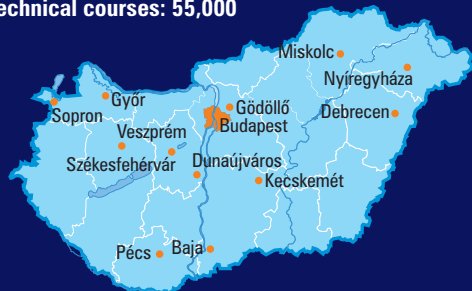 echnical courses: 55,000
Miskolc
Nyíregyháza
Győr
Sopron
Gödöllő
Debrecen
Budapest
Veszprém
Székesfehérvár
Dunaújváros
Kecskemét
Pécs
Baja